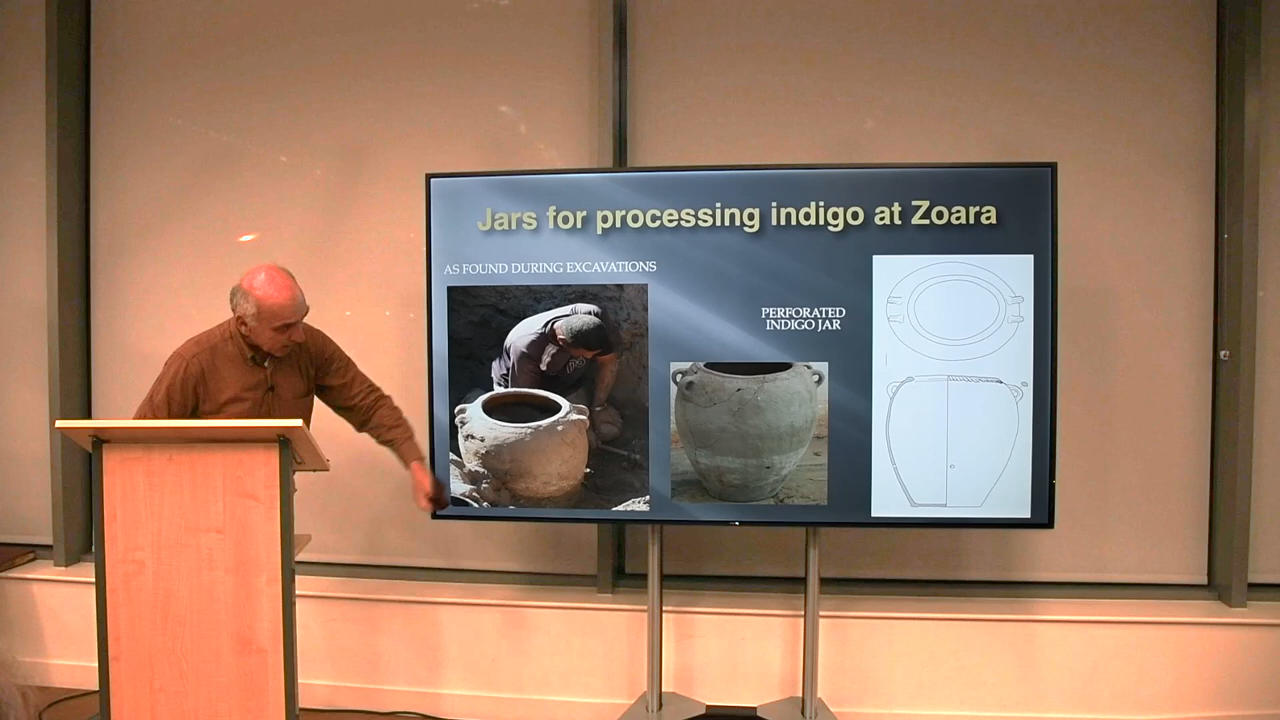 Jars for processing indigo at Zoara
AS FOUND DURING EXCAVATIONS
PERFORATED
INDIGO JAR